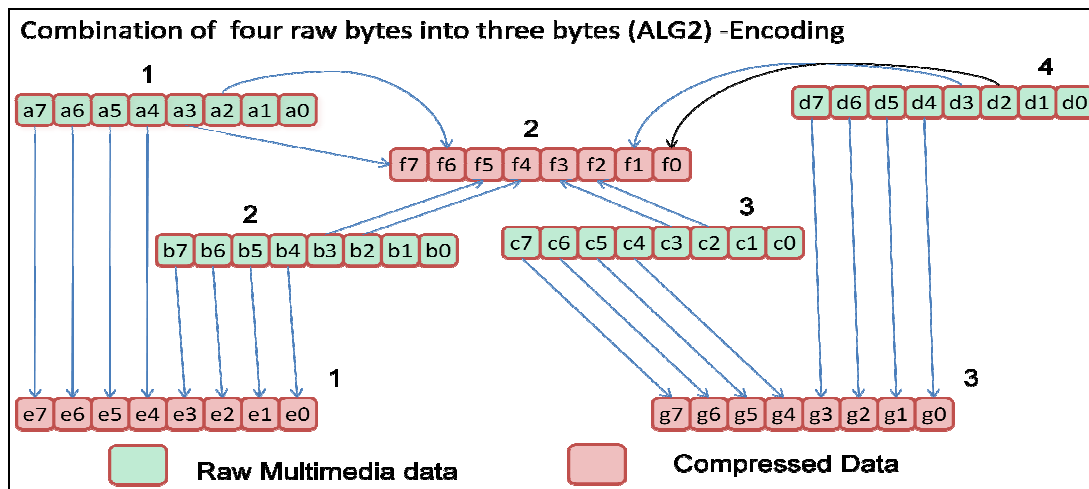 Combination of four raw bytes into three bytes (ALG2) -Encoding
1
4
a7 a6 a5 a4 a3 a2 a1 a0
d7 d6 d5 d4 d3 d2 d1 d0
2
f7 f6 f5 f4 f3 f2 f1 f0
2
3
b7 b6 b5 b4 b3 b2 b1 b0
c7 c6 c5 c4 c3 c2 c1 c0
1
3
e7 e6 e5 e4 e3 e2 e1 e0
g7 g6 g5 g4 g3 g2 g1 g0
Raw Multimedia data
Compressed Data